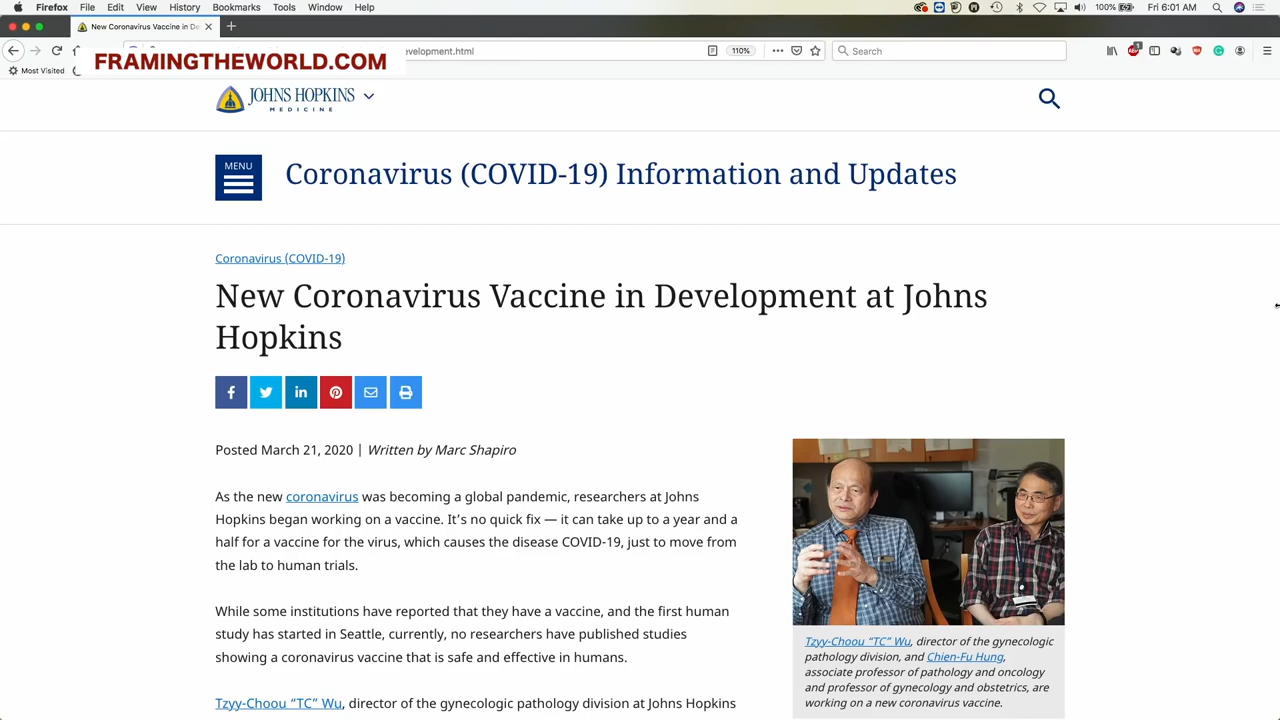 Firefox File Edit View History Bookmarks Tools Window Help 100% Fri 6:01 AM
New Coronavirus Vaccine in De
FRAMINGTHEWORLD.COM
evelopment.html 110% Search
Most Visited
JOHNS HOPKINS
MEDICINE
MENU
Coronavirus (COVID-19) Information and Updates
Coronavirus (COVID-19)
New Coronavirus Vaccine in Development at Johns
Hopkins
Posted March 21, 2020 | Written by Marc Shapiro
As the new coronavirus was becoming a global pandemic, researchers at Johns
Hopkins began working on a vaccine. It’s no quick fix — it can take up to a year and a
half for a vaccine for the virus, which causes the disease COVID-19, just to move from
the lab to human trials.
While some institutions have reported that they have a vaccine, and the first human
study has started in Seattle, currently, no researchers have published studies
showing a coronavirus vaccine that is safe and effective in humans.
Tzyy-Choou “TC” Wu, director of the gynecologic pathology division at Johns Hopkins
Tzyy-Choou “TC” Wu, director of the gynecologic
pathology division, and Chien-Fu Hung,
associate professor of pathology and oncology
and professor of gynecology and obstetrics, are
working on a new coronavirus vaccine.